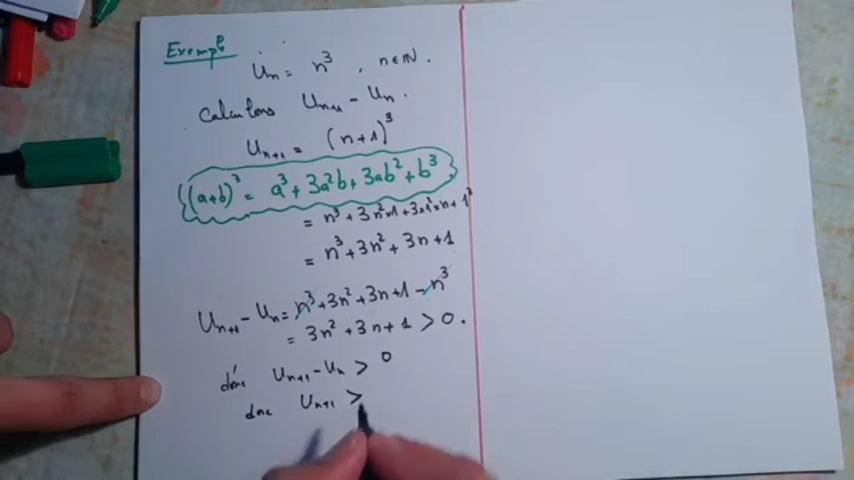 Exemple
Un = n³ , n∈ℕ.
Calculons Un+1 - Un.
Un+1 = (n+1)³
(a+b)³ = a³ + 3a²b + 3ab² + b³
= n³ + 3n²×1 + 3×1²×n + 1³
= n³ + 3n² + 3n + 1
Un+1 - Un = n³ + 3n² + 3n + 1 - n³
= 3n² + 3n + 1 > 0.
donc Un+1 - Un > 0
donc Un+1 >